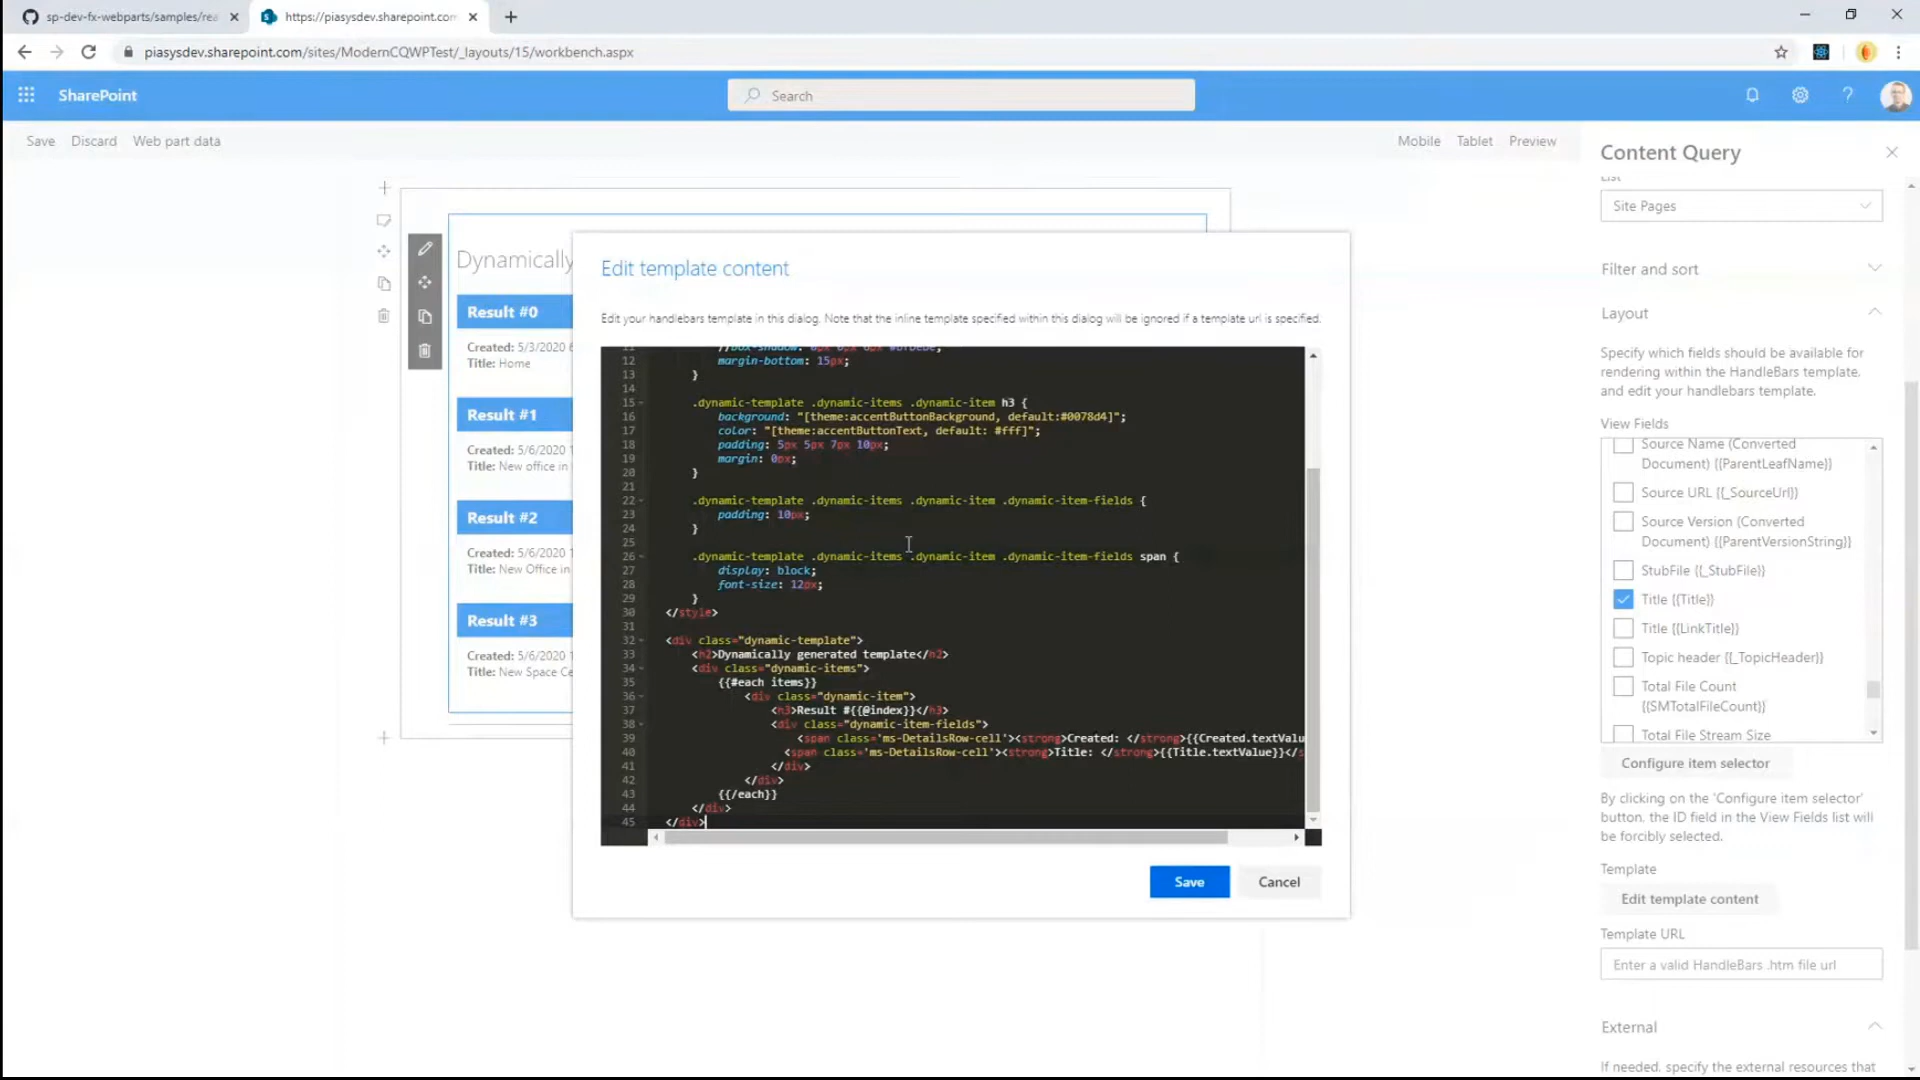 sp-dev-fx-webparts/samples/rea
https://piasysdev.sharepoint.com
piasysdev.sharepoint.com/sites/ModernCQWPTest/_layouts/15/workbench.aspx
SharePoint
Search
Save Discard Web part data
Mobile Tablet Preview
Dynamically
Result #0
Created: 5/3/2020 6
Title: Home
Result #1
Created: 5/6/2020 1
Title: New office in
Result #2
Created: 5/6/2020 1
Title: New Office in
Result #3
Created: 5/6/2020 1
Title: New Space Ce
Edit template content
Edit your handlebars template in this dialog. Note that the inline template specified within this dialog will be ignored if a template url is specified.
12 margin-bottom: 15px;
13 }
14
15 .dynamic-template .dynamic-items .dynamic-item h3 {
16 background: "[theme:accentButtonBackground, default:#0078d4]";
17 color: "[theme:accentButtonText, default: #fff]";
18 padding: 5px 5px 7px 10px;
19 margin: 0px;
20 }
21
22 .dynamic-template .dynamic-items .dynamic-item .dynamic-item-fields {
23 padding: 10px;
24 }
25
26 .dynamic-template .dynamic-items .dynamic-item .dynamic-item-fields span {
27 display: block;
28 font-size: 12px;
29 }
30 </style>
31
32 <div class="dynamic-template">
33 <h2>Dynamically generated template</h2>
34 <div class="dynamic-items">
35 {{#each items}}
36 <div class="dynamic-item">
37 <h3>Result #{{@index}}</h3>
38 <div class="dynamic-item-fields">
39 <span class='ms-DetailsRow-cell'><strong>Created: </strong>{{Created.textValu
40 <span class='ms-DetailsRow-cell'><strong>Title: </strong>{{Title.textValue}}</s
41 </div>
42 </div>
43 {{/each}}
44 </div>
45 </div>
Save Cancel
Content Query
List
Site Pages
Filter and sort
Layout
Specify which fields should be available for
rendering within the HandleBars template.
and edit your handlebars template.
View Fields
Source Name (Converted
Document) {{ParentLeafName}}
Source URL {{_SourceUrl}}
Source Version (Converted
Document) {{ParentVersionString}}
StubFile {{_StubFile}}
Title {{Title}}
Title {{LinkTitle}}
Topic header {{_TopicHeader}}
Total File Count
{{SMTotalFileCount}}
Total File Stream Size
Configure item selector
By clicking on the 'Configure item selector'
button. the ID field in the View Fields list will
be forcibly selected.
Template
Edit template content
Template URL
Enter a valid HandleBars .htm file url
External
If needed. specify the external resources that